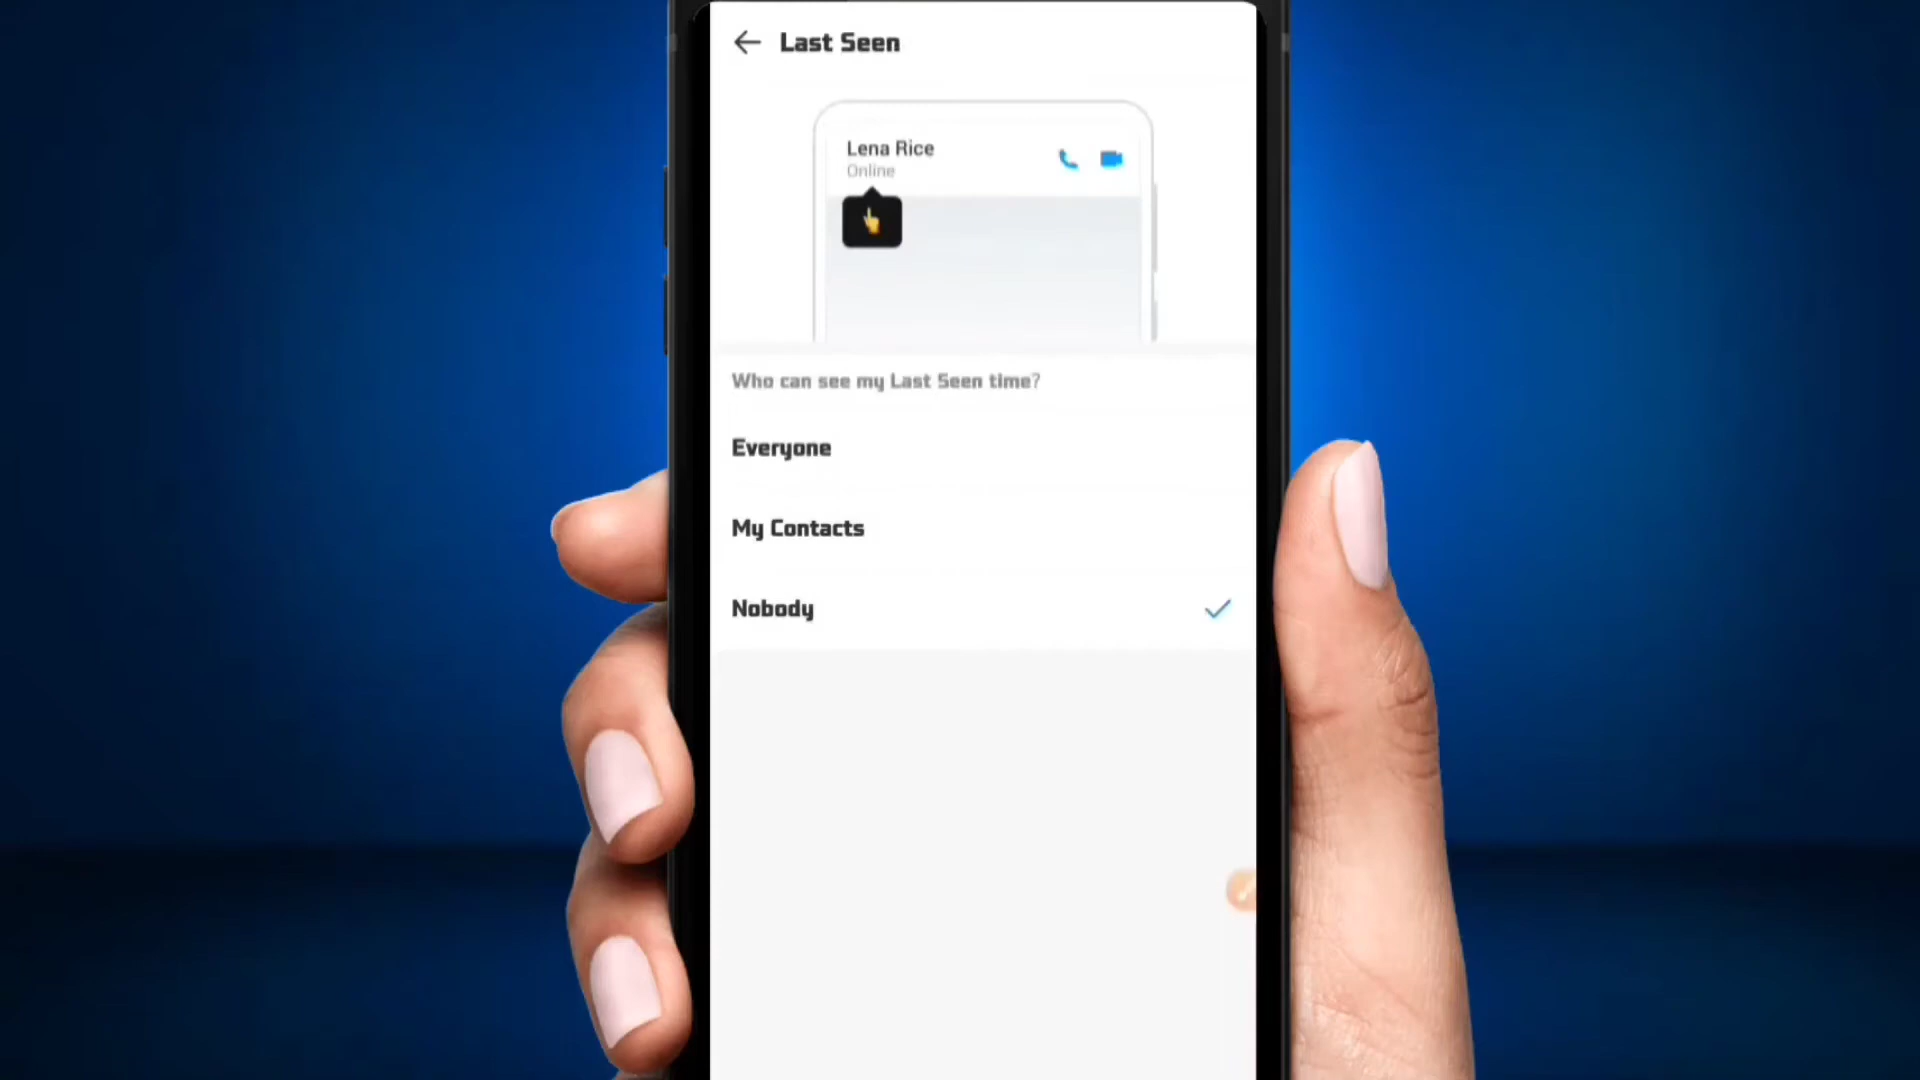 Last Seen
Lena Rice
Online
Who can see my Last Seen time?
Everyone
My Contacts
Nobody